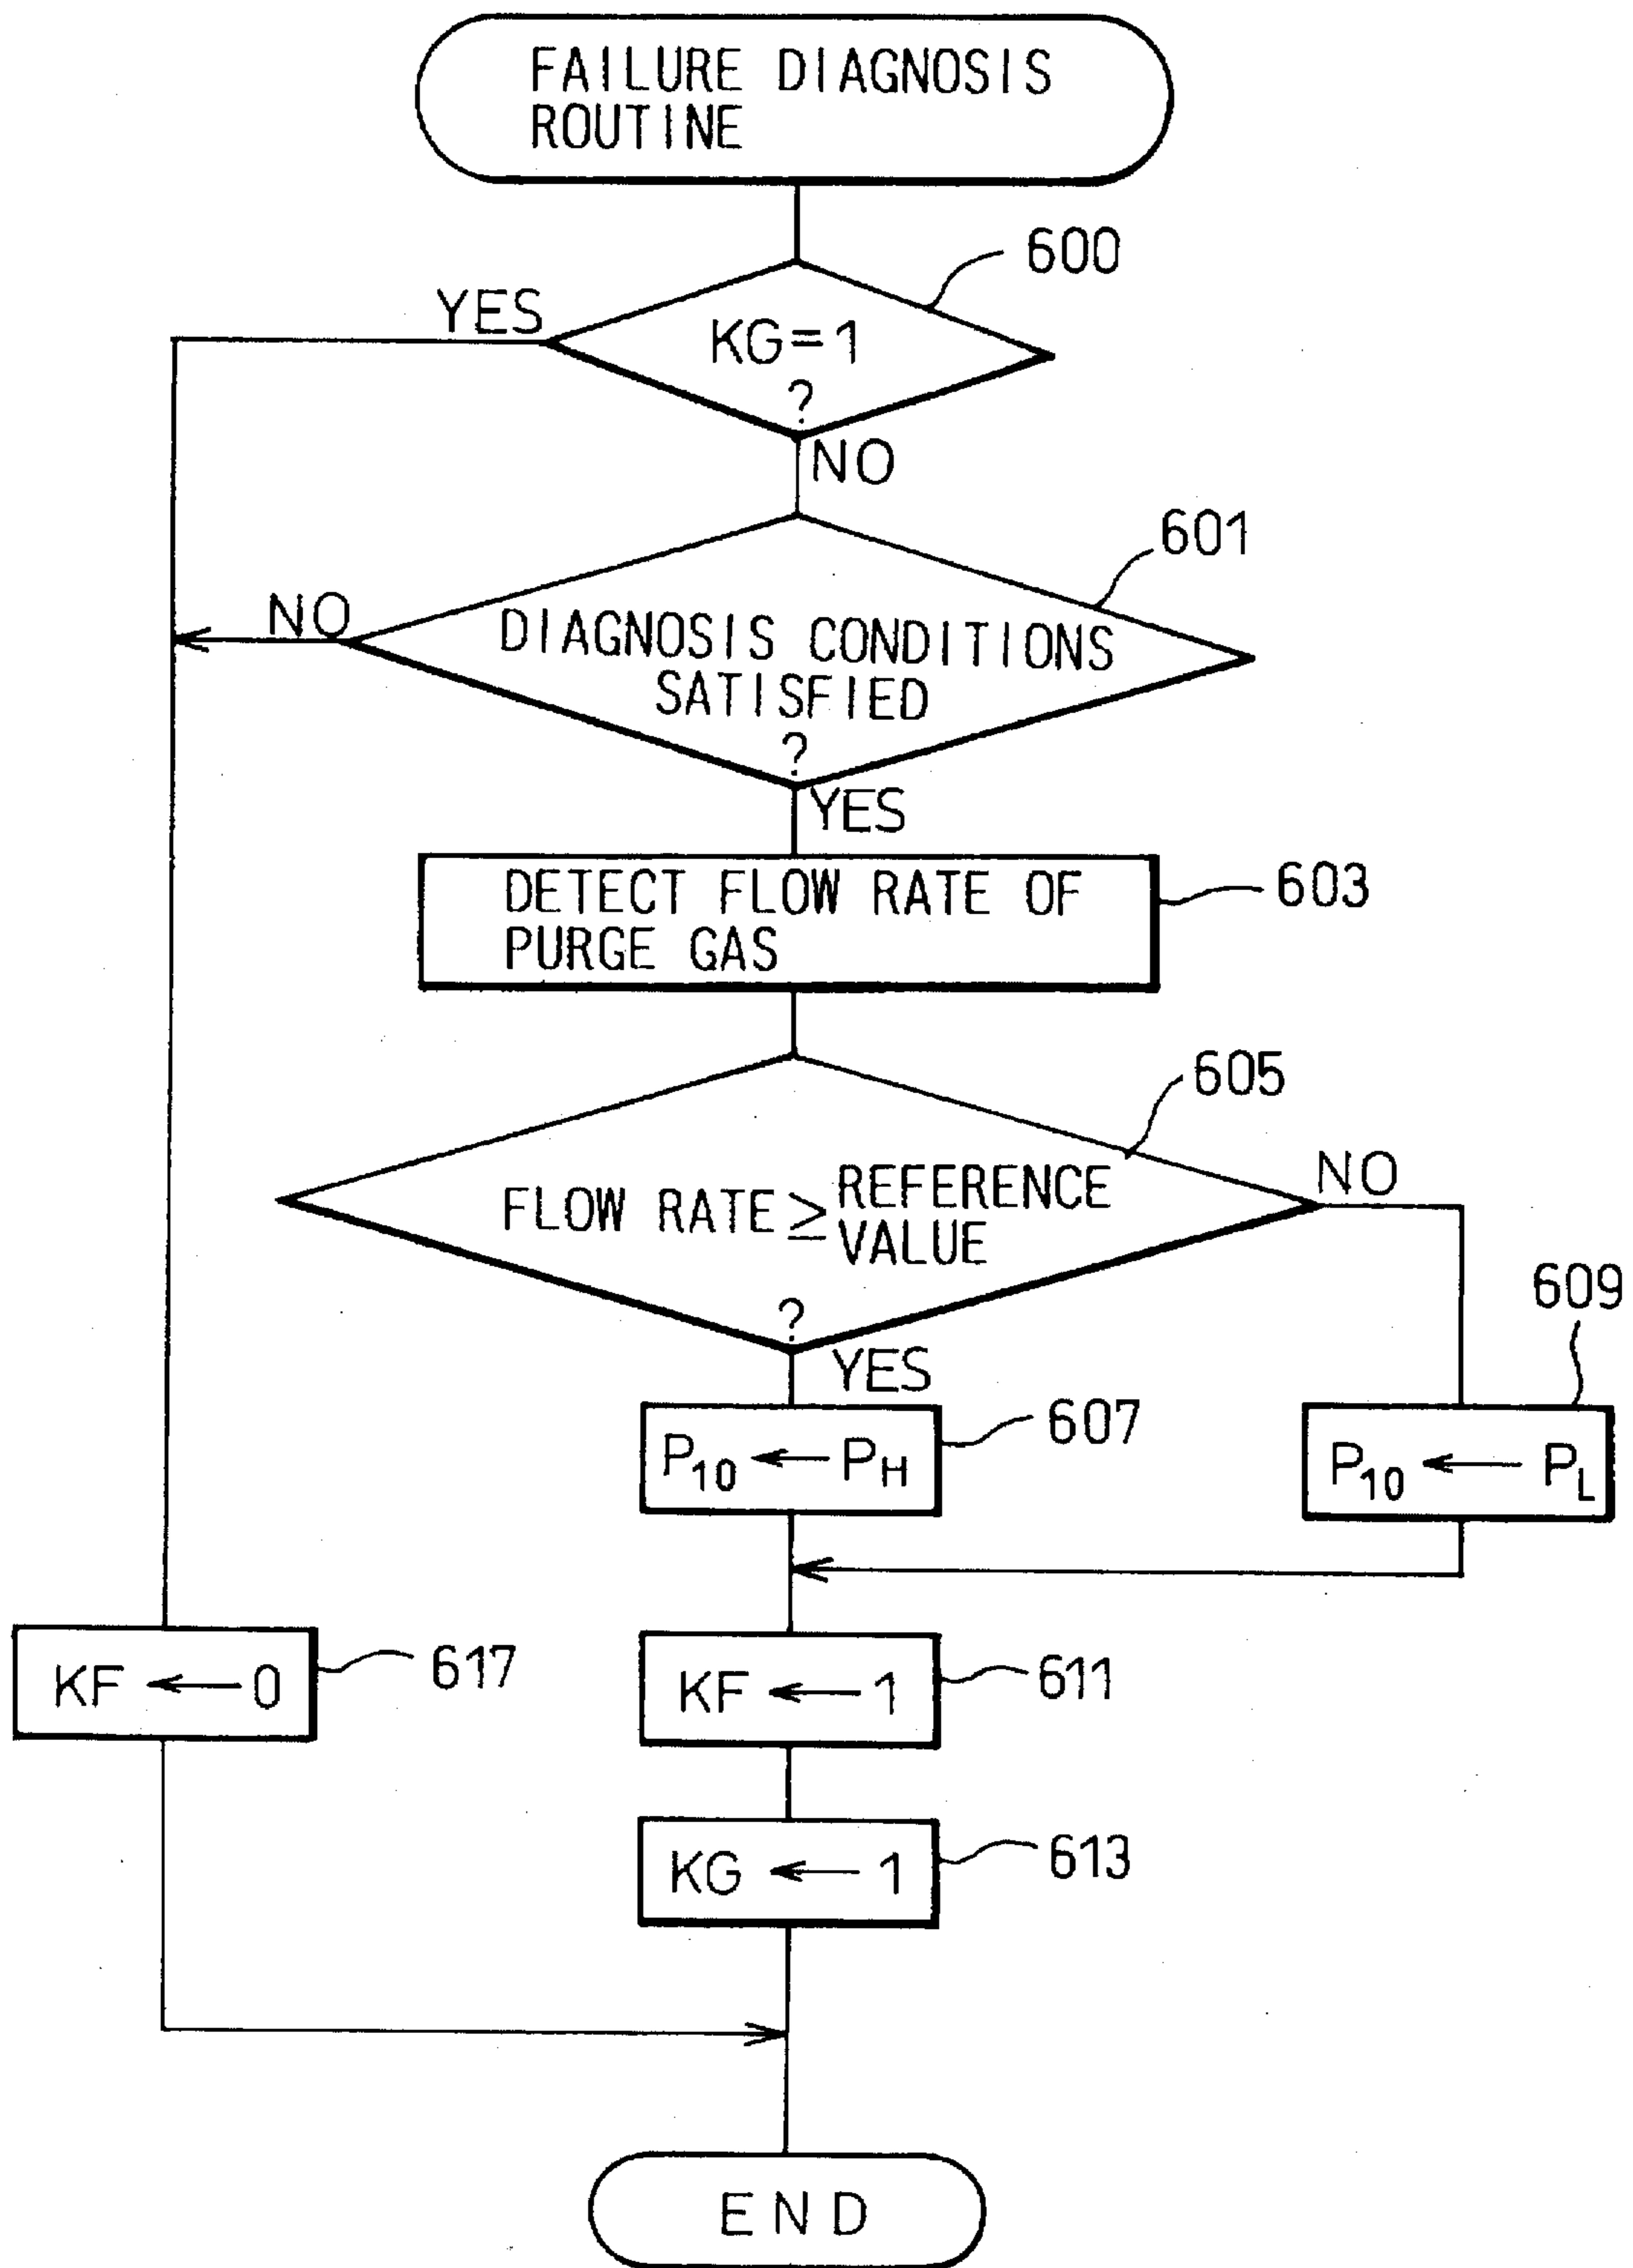 FAILURE DIAGNOSIS
ROUTINE
600
YES
KG=1
?
NO
601
NO
DIAGNOSIS CONDITIONS
SATISFIED
?
YES
DETECT FLOW RATE OF
PURGE GAS
603
605
NO
FLOW RATE ≥ REFERENCE
VALUE
?
YES
609
607
P10 ← PH
P10 ← PL
KF ← 0
617
KF ← 1
611
KG ← 1
613
END